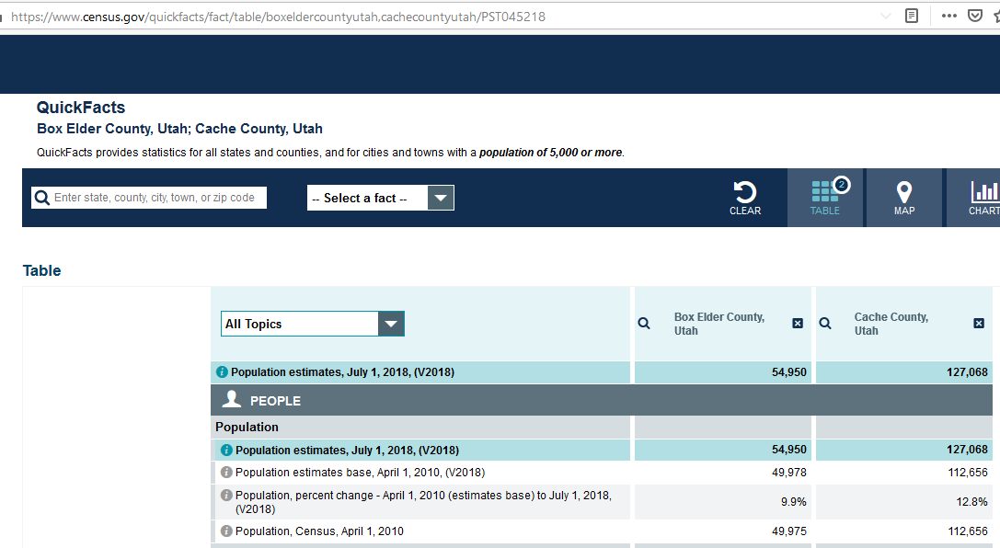 https://www.census.gov/quickfacts/fact/table/boxeldercountyutah,cachecountyutah/PST045218
QuickFacts
Box Elder County, Utah; Cache County, Utah
QuickFacts provides statistics for all states and counties, and for cities and towns with a population of 5,000 or more.
Enter state, county, city, town, or zip code
-- Select a fact --
CLEAR
2
TABLE
MAP
CHART
Table
All Topics
Box Elder County,
Utah
Cache County,
Utah
Population estimates, July 1, 2018, (V2018) 54,950 127,068
PEOPLE
Population
Population estimates, July 1, 2018, (V2018) 54,950 127,068
Population estimates base, April 1, 2010, (V2018) 49,978 112,656
Population, percent change - April 1, 2010 (estimates base) to July 1, 2018,
(V2018) 9.9% 12.8%
Population, Census, April 1, 2010 49,975 112,656